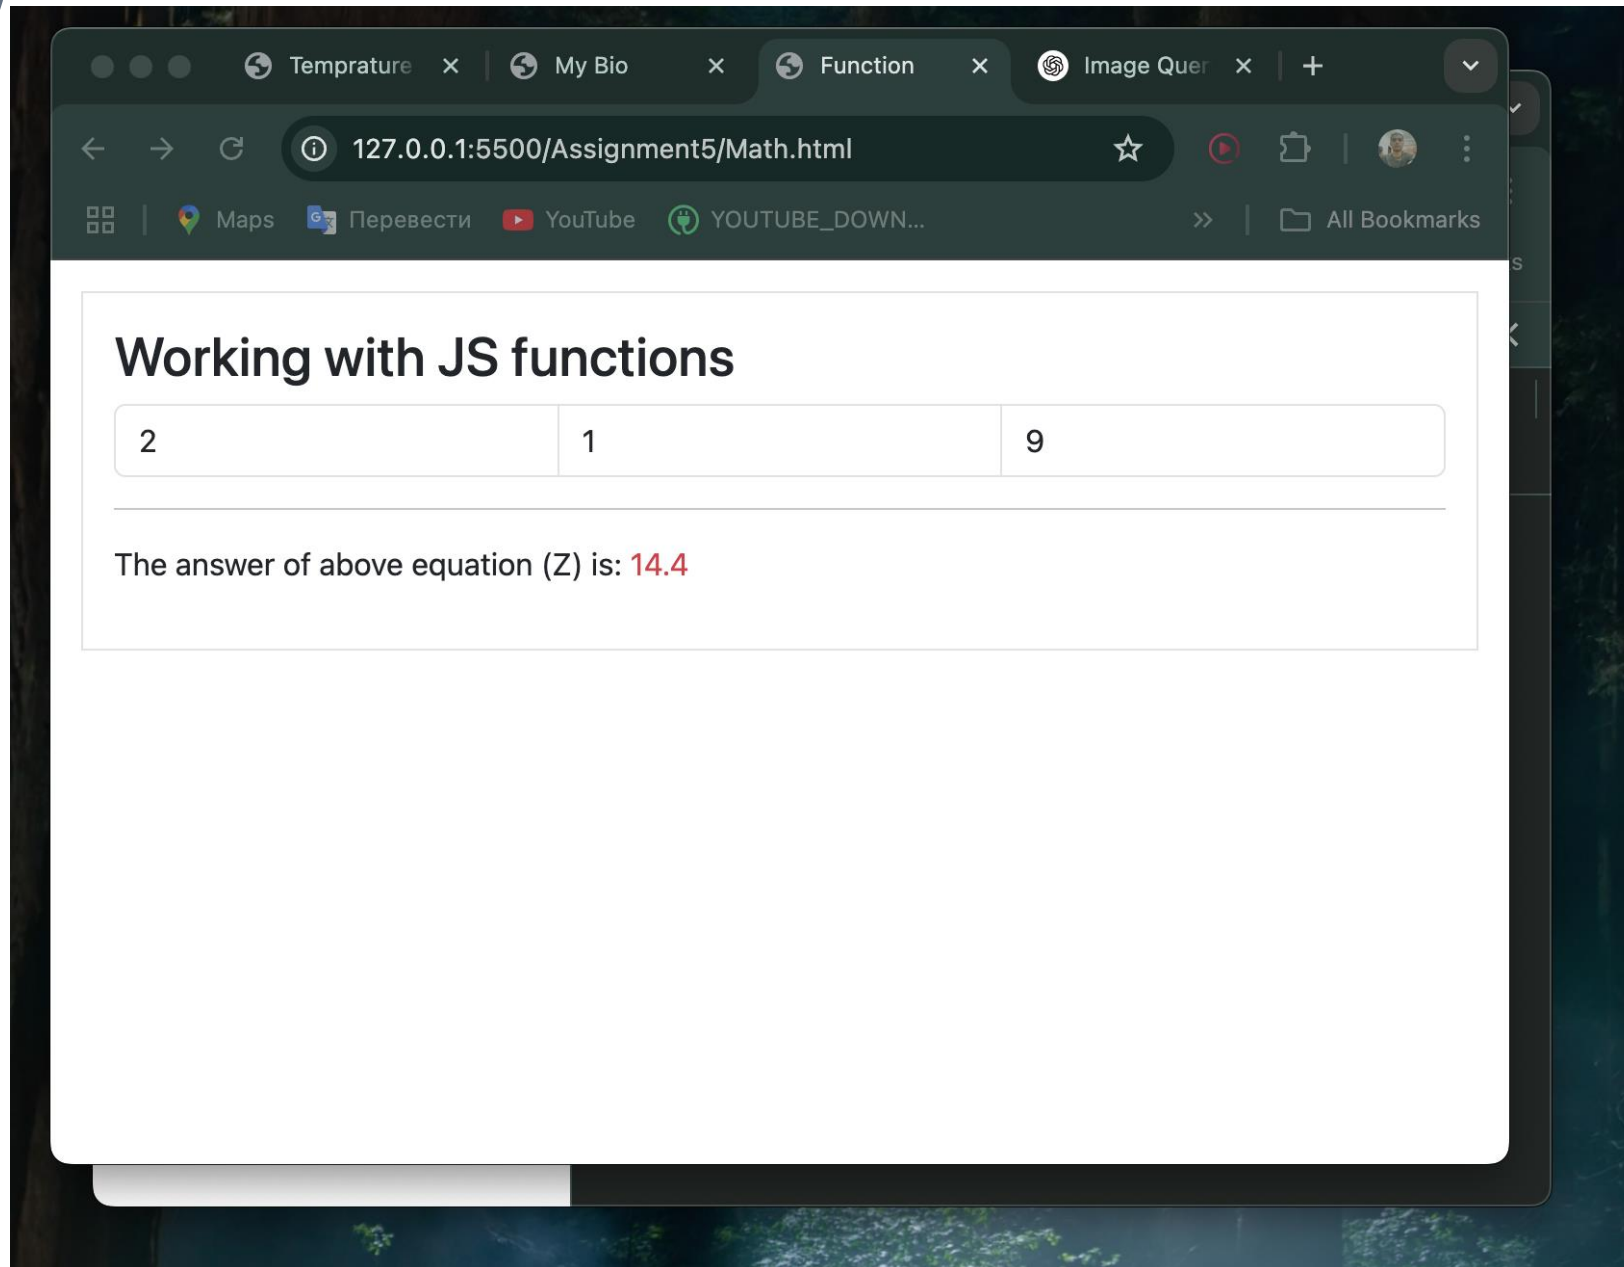 Temprature
My Bio
Function
Image Quer
127.0.0.1:5500/Assignment5/Math.html
Maps
Перевести
YouTube
YOUTUBE_DOWN...
All Bookmarks
s
Working with JS functions
2 1 9
The answer of above equation (Z) is: 14.4